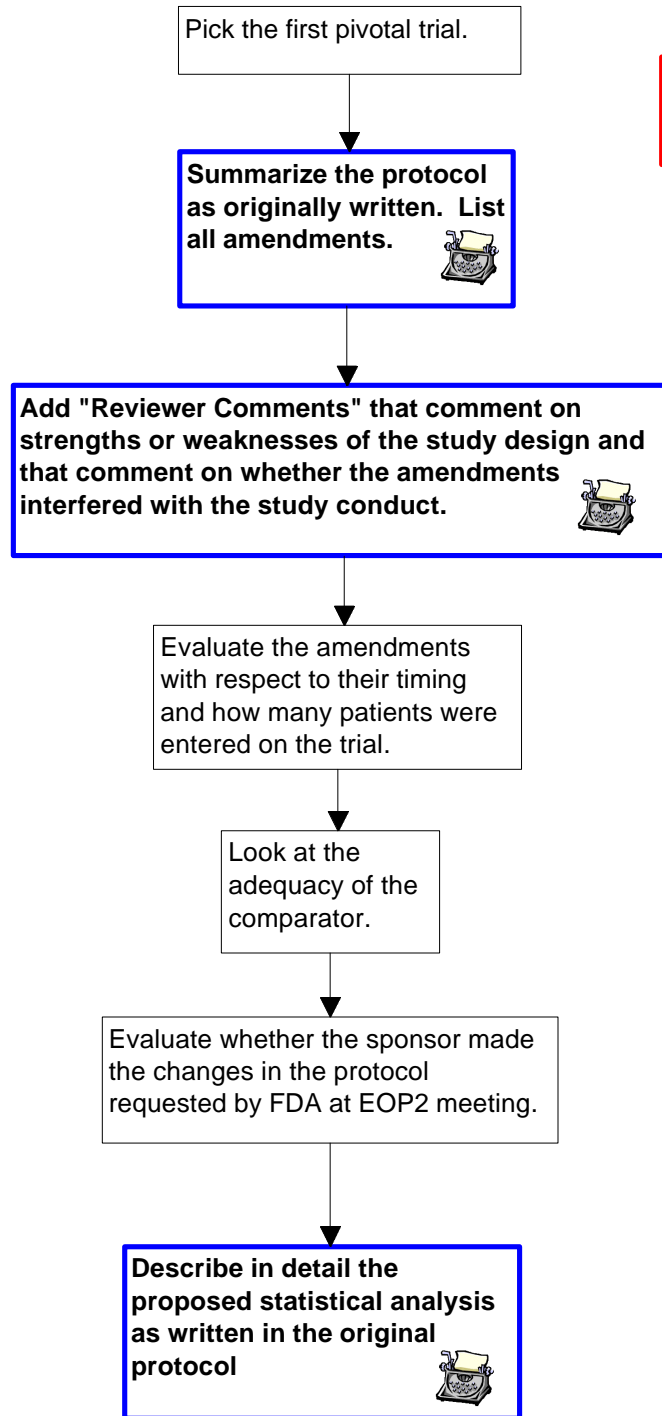 Pick the first pivotal trial.
Summarize the protocol
as originally written.  List
all amendments.
Add "Reviewer Comments" that comment on
strengths or weaknesses of the study design and
that comment on whether the amendments
interfered with the study conduct.
Evaluate the amendments
with respect to their timing
and how many patients were
entered on the trial.
Look at the
adequacy of the
comparator.
Evaluate whether the sponsor made
the changes in the protocol
requested by FDA at EOP2 meeting.
Describe in detail the
proposed statistical analysis
as written in the original
protocol